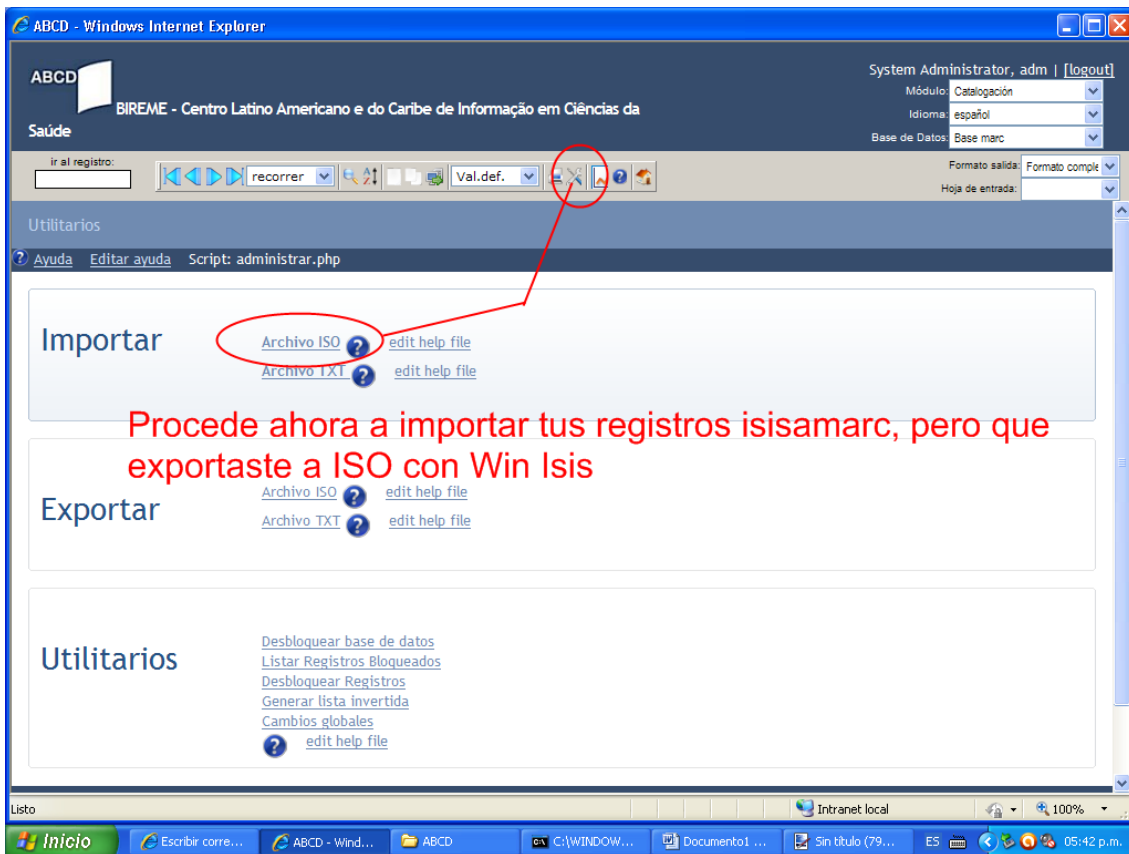 ABCD - Windows Internet Explorer
ABCD
BIREME - Centro Latino Americano e do Caribe de Informação em Ciências da
Saúde
System Administrator, adm | [logout]
Módulo: Catalogación
Idioma: español
Base de Datos: Base marc
ir al registro:
recorrer
Val.def.
Formato salida: Formato comple
Hoja de entrada:
Utilitarios
Ayuda Editar ayuda Script: administrar.php
Importar
Archivo ISO ? edit help file
Archivo TXT ? edit help file
Procede ahora a importar tus registros isisamarc, pero que
exportaste a ISO con Win Isis
Exportar
Archivo ISO ? edit help file
Archivo TXT ? edit help file
Utilitarios
Desbloquear base de datos
Listar Registros Bloqueados
Desbloquear Registros
Generar lista invertida
Cambios globales
? edit help file
Listo
Intranet local
100%
Inicio
Escribir corre...
ABCD - Wind...
ABCD
C:\WINDOW...
Documento1 ...
Sin título (79...
ES
05:42 p.m.